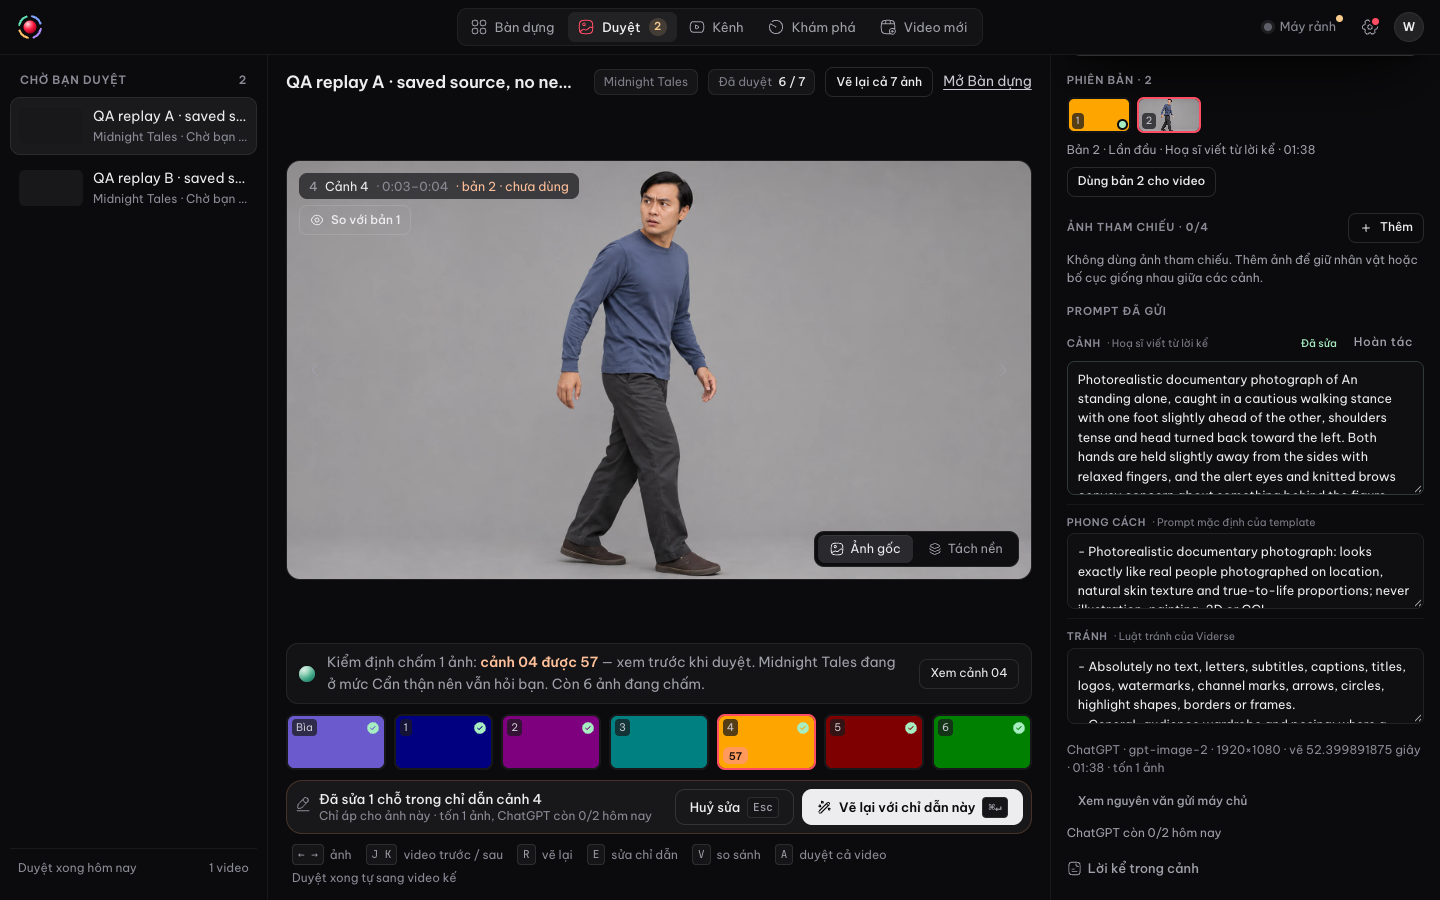 Bàn dựng
Duyệt 2
Kênh
Khám phá
Video mới
Máy rảnh
W
CHỜ BẠN DUYỆT 2
QA replay A · saved s...
Midnight Tales · Chờ bạn ...
QA replay B · saved s...
Midnight Tales · Chờ bạn ...
Duyệt xong hôm nay 1 video
QA replay A · saved source, no ne...
Midnight Tales
Đã duyệt 6 / 7
Vẽ lại cả 7 ảnh
Mở Bàn dựng
4 Cảnh 4 · 0:03–0:04 · bản 2 · chưa dùng
So với bản 1
Ảnh gốc
Tách nền
Kiểm định chấm 1 ảnh: cảnh 04 được 57 — xem trước khi duyệt. Midnight Tales đang
ở mức Cẩn thận nên vẫn hỏi bạn. Còn 6 ảnh đang chấm.
Xem cảnh 04
Bìa
1
2
3
4
57
5
6
Đã sửa 1 chỗ trong chỉ dẫn cảnh 4
Chỉ áp cho ảnh này · tốn 1 ảnh, ChatGPT còn 0/2 hôm nay
Huỷ sửa Esc
Vẽ lại với chỉ dẫn này ⌘↵
← → ảnh J K video trước / sau R vẽ lại E sửa chỉ dẫn V so sánh A duyệt cả video
Duyệt xong tự sang video kế
PHIÊN BẢN · 2
1
2
Bản 2 · Lần đầu · Hoạ sĩ viết từ lời kể · 01:38
Dùng bản 2 cho video
ẢNH THAM CHIẾU · 0/4
+ Thêm
Không dùng ảnh tham chiếu. Thêm ảnh để giữ nhân vật hoặc
bố cục giống nhau giữa các cảnh.
PROMPT ĐÃ GỬI
CẢNH · Hoạ sĩ viết từ lời kể Đã sửa Hoàn tác
Photorealistic documentary photograph of An
standing alone, caught in a cautious walking stance
with one foot slightly ahead of the other, shoulders
tense and head turned back toward the left. Both
hands are held slightly away from the sides with
relaxed fingers, and the alert eyes and knitted brows
convey concern about something behind the figure
PHONG CÁCH · Prompt mặc định của template
- Photorealistic documentary photograph: looks
exactly like real people photographed on location,
natural skin texture and true-to-life proportions; never
illustration, painting, 3D or CGI
TRÁNH · Luật tránh của Viderse
- Absolutely no text, letters, subtitles, captions, titles,
logos, watermarks, channel marks, arrows, circles,
highlight shapes, borders or frames.
- General-audience wardrobe and posing; where a
ChatGPT · gpt-image-2 · 1920×1080 · vẽ 52.399891875 giây
· 01:38 · tốn 1 ảnh
Xem nguyên văn gửi máy chủ
ChatGPT còn 0/2 hôm nay
Lời kể trong cảnh